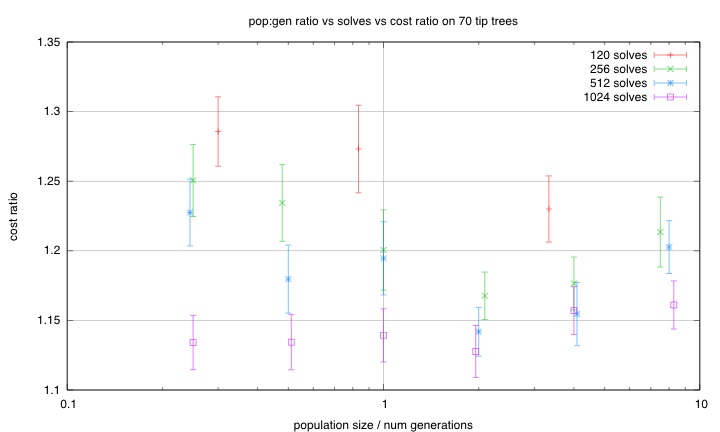 pop:gen ratio vs solves vs cost ratio on 70 tip trees
1.35
120 solves
256 solves
512 solves
1024 solves
1.3
1.25
cost ratio
1.2
1.15
1.1
0.1
1
10
population size / num generations